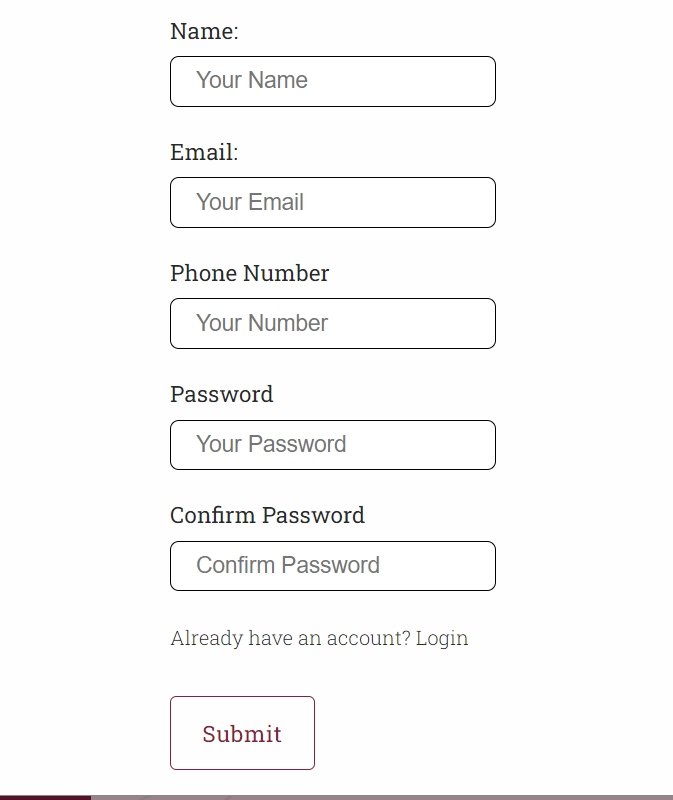 Name:
Your Name
Email:
Your Email
Phone Number
Your Number
Password
Your Password
Confirm Password
Confirm Password
Already have an account? Login
Submit